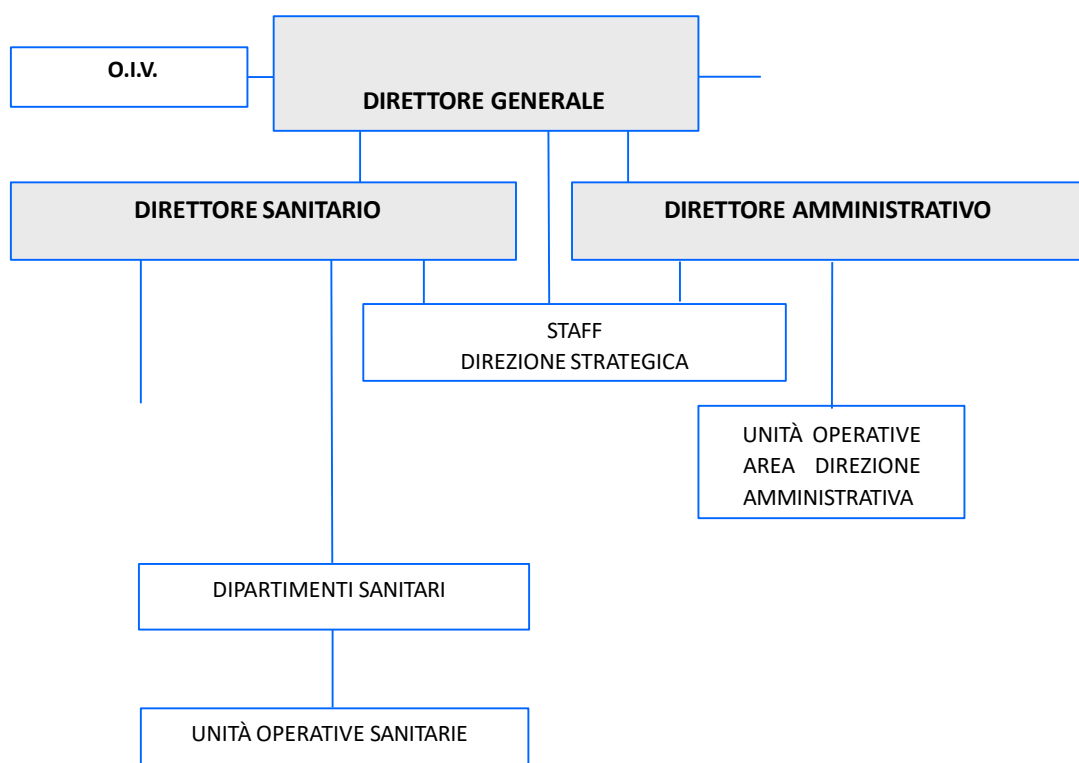 O.I.V.
DIRETTORE GENERALE
DIRETTORE SANITARIO
DIRETTORE AMMINISTRATIVO
STAFF
DIREZIONE STRATEGICA
UNITÀ OPERATIVE
AREA DIREZIONE
AMMINISTRATIVA
DIPARTIMENTI SANITARI
UNITÀ OPERATIVE SANITARIE